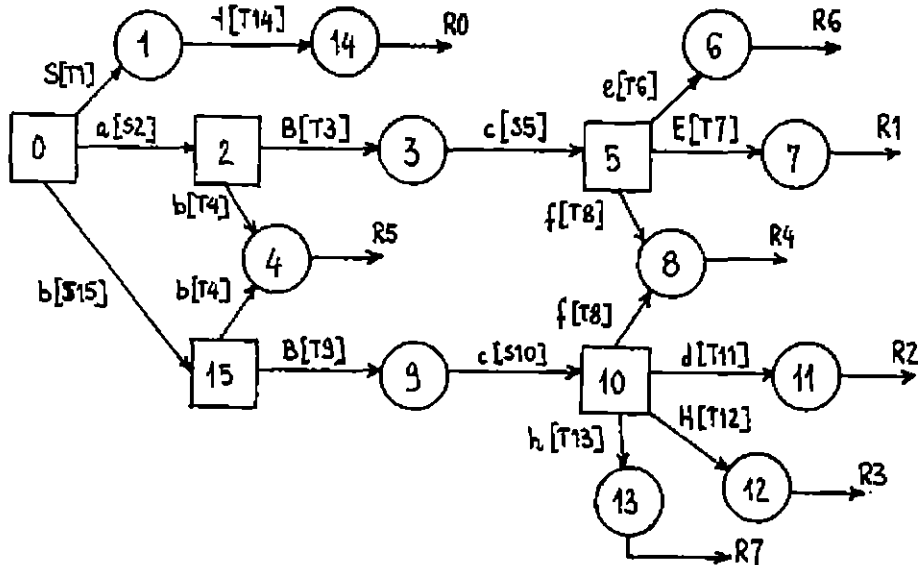 1
⊣[T14]
14
R0
S[T1]
6
R6
e[T6]
0
a[S2]
2
B[T3]
3
c[S5]
5
E[T7]
7
R1
b[T4]
f[T8]
4
R5
8
R4
b[S15]
b[T4]
f[T8]
15
B[T9]
9
c[S10]
10
d[T11]
11
R2
H[T12]
h[T13]
13
12
R3
R7